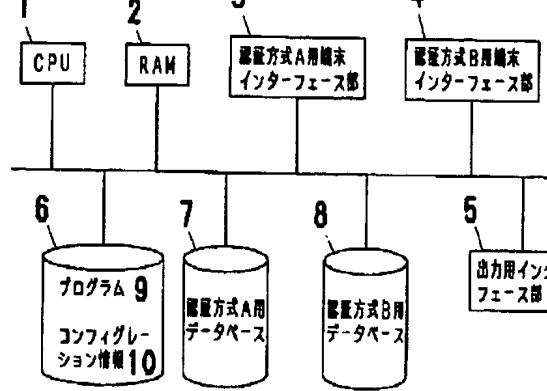 1
2
3
CPU
RAM
認証方式A用端末
インターフェース部
認証方式B用端末
インターフェース部
6
7
8
5
プログラム 9
コンフィグレー
ション情報 10
認証方式A用
データベース
認証方式B用
データベース
出力用インタ
フェース部